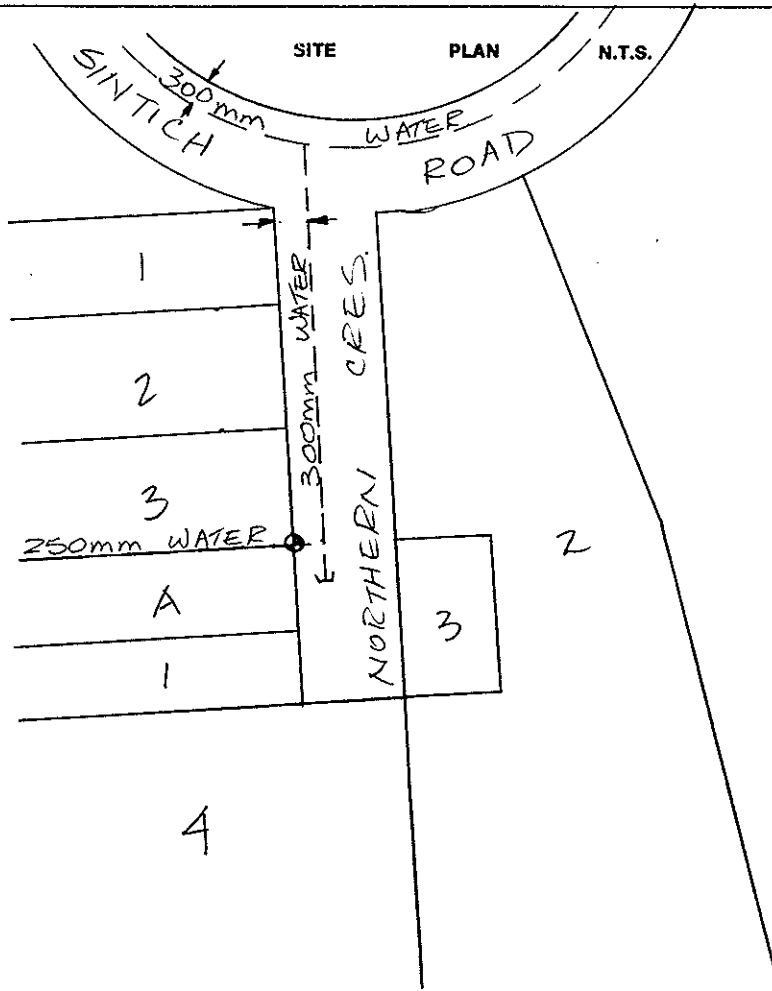 SITE PLAN N.T.S.
300mm
WATER
SINTICH
ROAD
1
300mm WATER
NORTHERN CRES.
2
3
250mm WATER
2
A
3
1
4